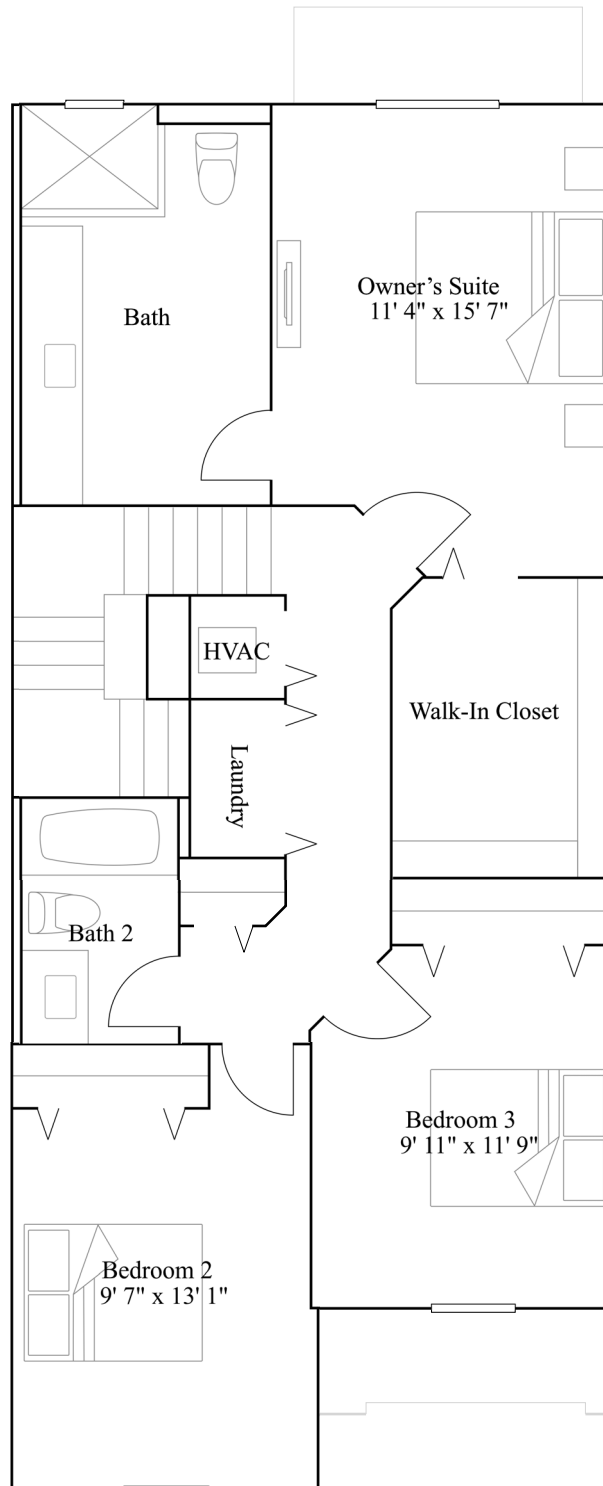 Owner’s Suite
11' 4" x 15' 7"
Bath
HVAC
Walk-In Closet
Laundry
Bath 2
Bedroom 3
9' 11" x 11' 9"
Bedroom 2
9' 7" x 13' 1"